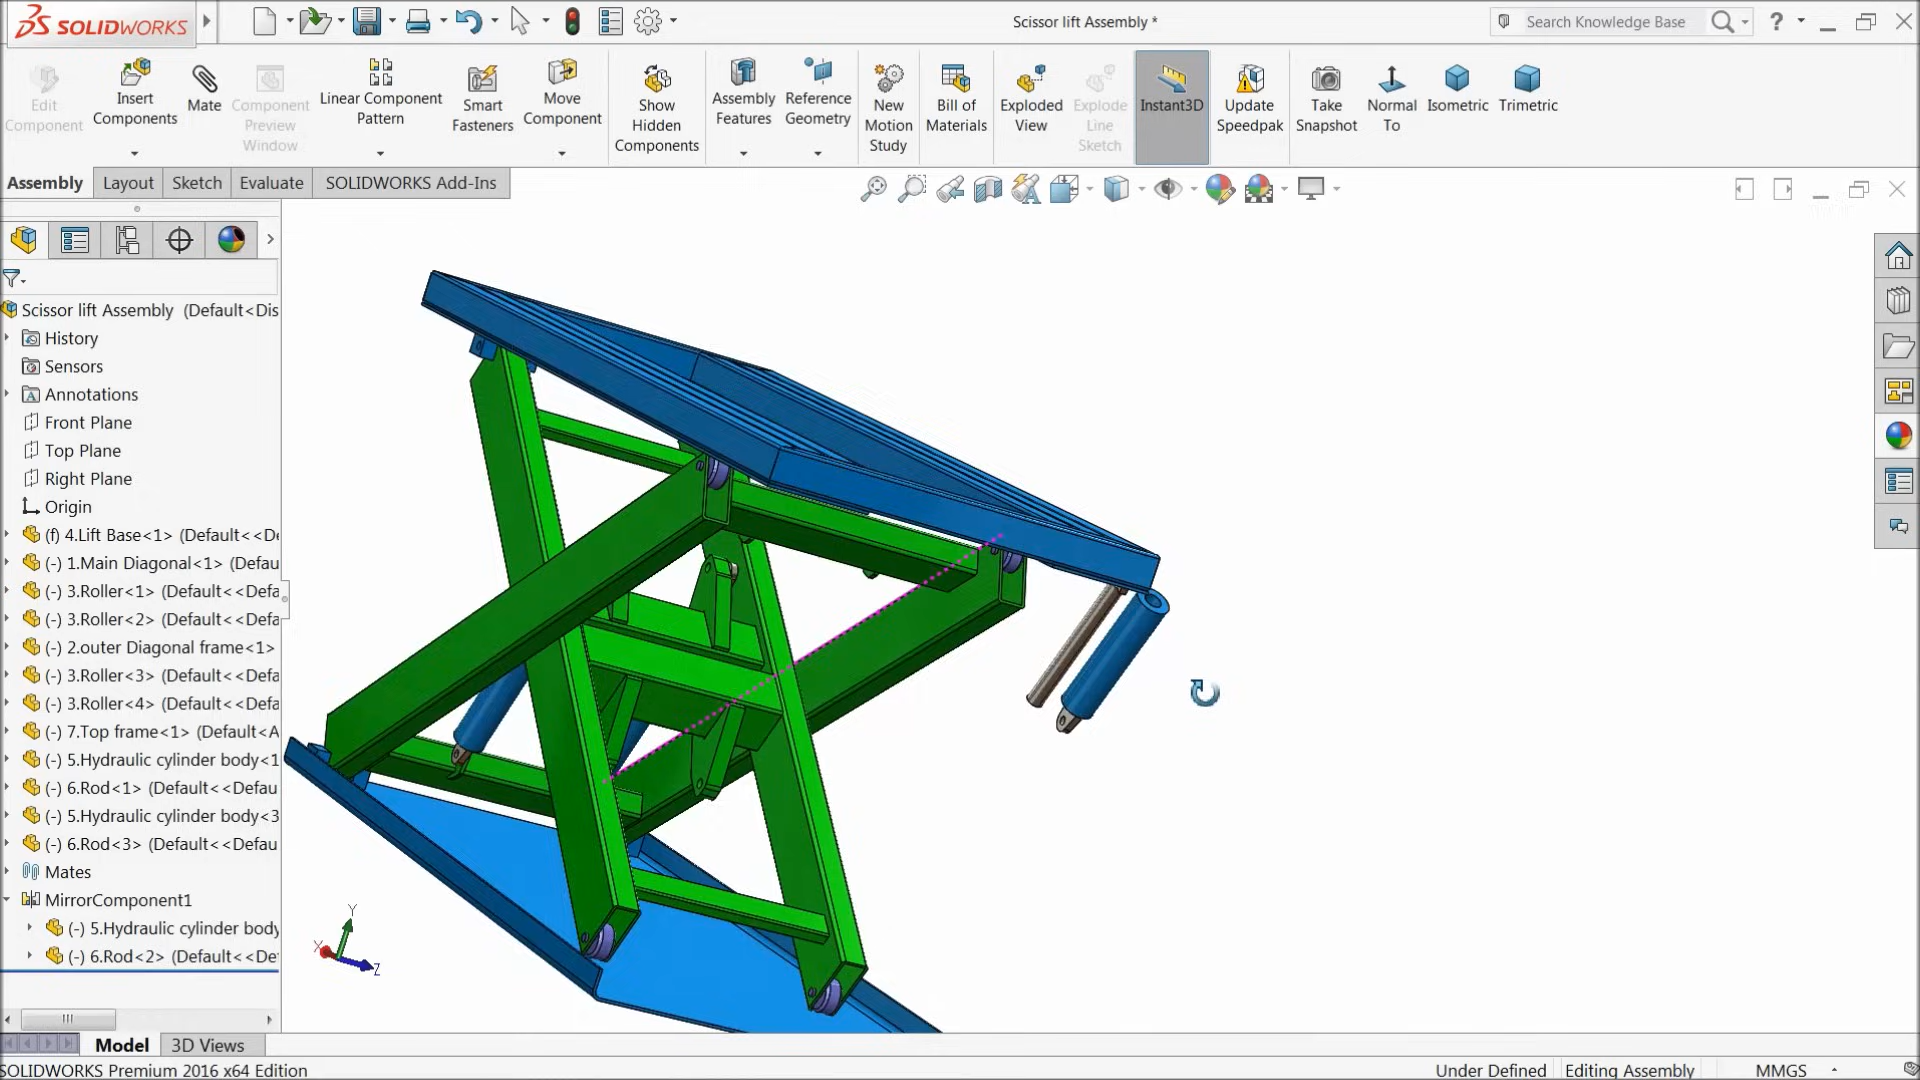 SOLIDWORKS
Scissor lift Assembly *
Search Knowledge Base
?
Edit
Component
Insert
Components
Mate
Component
Preview
Window
Linear Component
Pattern
Smart
Fasteners
Move
Component
Show
Hidden
Components
Assembly
Features
Reference
Geometry
New
Motion
Study
Bill of
Materials
Exploded
View
Explode
Line
Sketch
Instant3D
Update
Speedpak
Take
Snapshot
Normal
To
Isometric
Trimetric
Assembly
Layout
Sketch
Evaluate
SOLIDWORKS Add-Ins
Scissor lift Assembly (Default<Dis
History
Sensors
Annotations
Front Plane
Top Plane
Right Plane
Origin
(f) 4.Lift Base<1> (Default<<De
(-) 1.Main Diagonal<1> (Defau
(-) 3.Roller<1> (Default<<Defa
(-) 3.Roller<2> (Default<<Defa
(-) 2.outer Diagonal frame<1>
(-) 3.Roller<3> (Default<<Defa
(-) 3.Roller<4> (Default<<Defa
(-) 7.Top frame<1> (Default<A
(-) 5.Hydraulic cylinder body<1
(-) 6.Rod<1> (Default<<Defau
(-) 5.Hydraulic cylinder body<3
(-) 6.Rod<3> (Default<<Defau
Mates
MirrorComponent1
(-) 5.Hydraulic cylinder body
(-) 6.Rod<2> (Default<<De
Y
X
Z
Model
3D Views
SOLIDWORKS Premium 2016 x64 Edition
Under Defined
Editing Assembly
MMGS